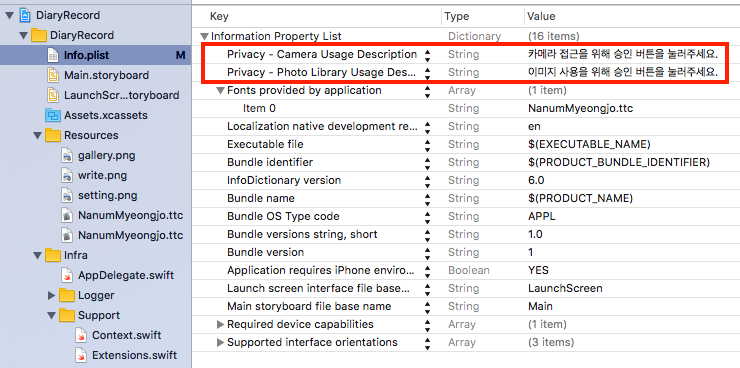 DiaryRecord
DiaryRecord
Info.plist M
Main.storyboard
LaunchScr...toryboard
Assets.xcassets
Resources
gallery.png
write.png
setting.png
NanumMyeongjo.ttc
NanumMyeongjo.ttc
Infra
AppDelegate.swift
Logger
Support
Context.swift
Extensions.swift
Key Type Value
Information Property List Dictionary (16 items)
Privacy - Camera Usage Description String 카메라 접근을 위해 승인 버튼을 눌러주세요.
Privacy - Photo Library Usage Des... String 이미지 사용을 위해 승인 버튼을 눌러주세요.
Fonts provided by application Array (1 item)
Item 0 String NanumMyeongjo.ttc
Localization native development re... String en
Executable file String $(EXECUTABLE_NAME)
Bundle identifier String $(PRODUCT_BUNDLE_IDENTIFIER)
InfoDictionary version String 6.0
Bundle name String $(PRODUCT_NAME)
Bundle OS Type code String APPL
Bundle versions string, short String 1.0
Bundle version String 1
Application requires iPhone enviro... Boolean YES
Launch screen interface file base... String LaunchScreen
Main storyboard file base name String Main
Required device capabilities Array (1 item)
Supported interface orientations Array (3 items)